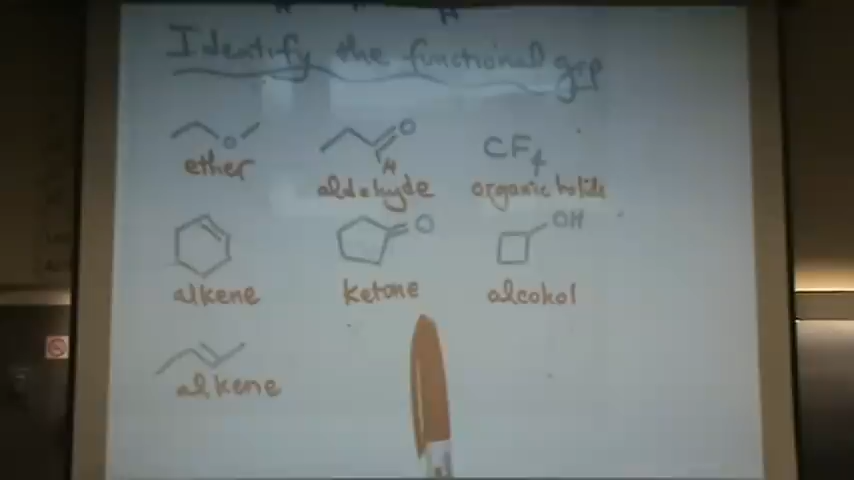 H
Identify the functional grp
O
O
H
CF4
ether
aldehyde
organic halide
O
OH
alkene
ketone
alcohol
alkene